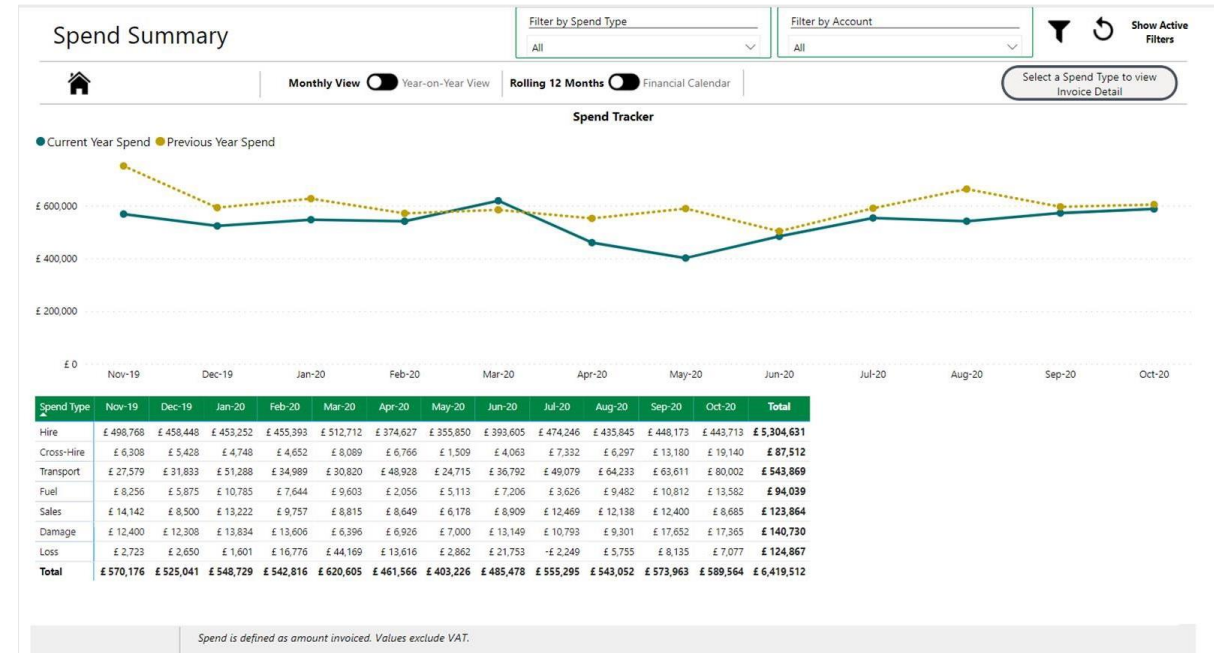 Spend Summary
Filter by Spend Type
All
Filter by Account
All
Show Active
Filters
Monthly View Year-on-Year View Rolling 12 Months Financial Calendar
Select a Spend Type to view
Invoice Detail
Spend Tracker
Current Year Spend Previous Year Spend
£ 600,000
£ 400,000
£ 200,000
£ 0
Nov-19 Dec-19 Jan-20 Feb-20 Mar-20 Apr-20 May-20 Jun-20 Jul-20 Aug-20 Sep-20 Oct-20
Spend Type Nov-19 Dec-19 Jan-20 Feb-20 Mar-20 Apr-20 May-20 Jun-20 Jul-20 Aug-20 Sep-20 Oct-20 Total
Hire £ 498,768 £ 458,448 £ 453,252 £ 455,393 £ 512,712 £ 374,627 £ 355,850 £ 393,605 £ 474,246 £ 435,845 £ 448,173 £ 443,713 £ 5,304,631
Cross-Hire £ 6,308 £ 5,428 £ 4,748 £ 4,652 £ 8,089 £ 6,766 £ 1,509 £ 4,063 £ 7,332 £ 6,297 £ 13,180 £ 19,140 £ 87,512
Transport £ 27,579 £ 31,833 £ 51,288 £ 34,989 £ 30,820 £ 48,928 £ 24,715 £ 36,792 £ 49,079 £ 64,233 £ 63,611 £ 80,002 £ 543,869
Fuel £ 8,256 £ 5,875 £ 10,785 £ 7,644 £ 9,603 £ 2,056 £ 5,113 £ 7,206 £ 3,626 £ 9,482 £ 10,812 £ 13,582 £ 94,039
Sales £ 14,142 £ 8,500 £ 13,222 £ 9,757 £ 8,815 £ 8,649 £ 6,178 £ 8,909 £ 12,469 £ 12,138 £ 12,400 £ 8,685 £ 123,864
Damage £ 12,400 £ 12,308 £ 13,834 £ 13,606 £ 6,396 £ 6,926 £ 7,000 £ 13,149 £ 10,793 £ 9,301 £ 17,652 £ 17,365 £ 140,730
Loss £ 2,723 £ 2,650 £ 1,601 £ 16,776 £ 44,169 £ 13,616 £ 2,862 £ 21,753 -£ 2,249 £ 5,755 £ 8,135 £ 7,077 £ 124,867
Total £ 570,176 £ 525,041 £ 548,729 £ 542,816 £ 620,605 £ 461,566 £ 403,226 £ 485,478 £ 555,295 £ 543,052 £ 573,963 £ 589,564 £ 6,419,512
Spend is defined as amount invoiced. Values exclude VAT.